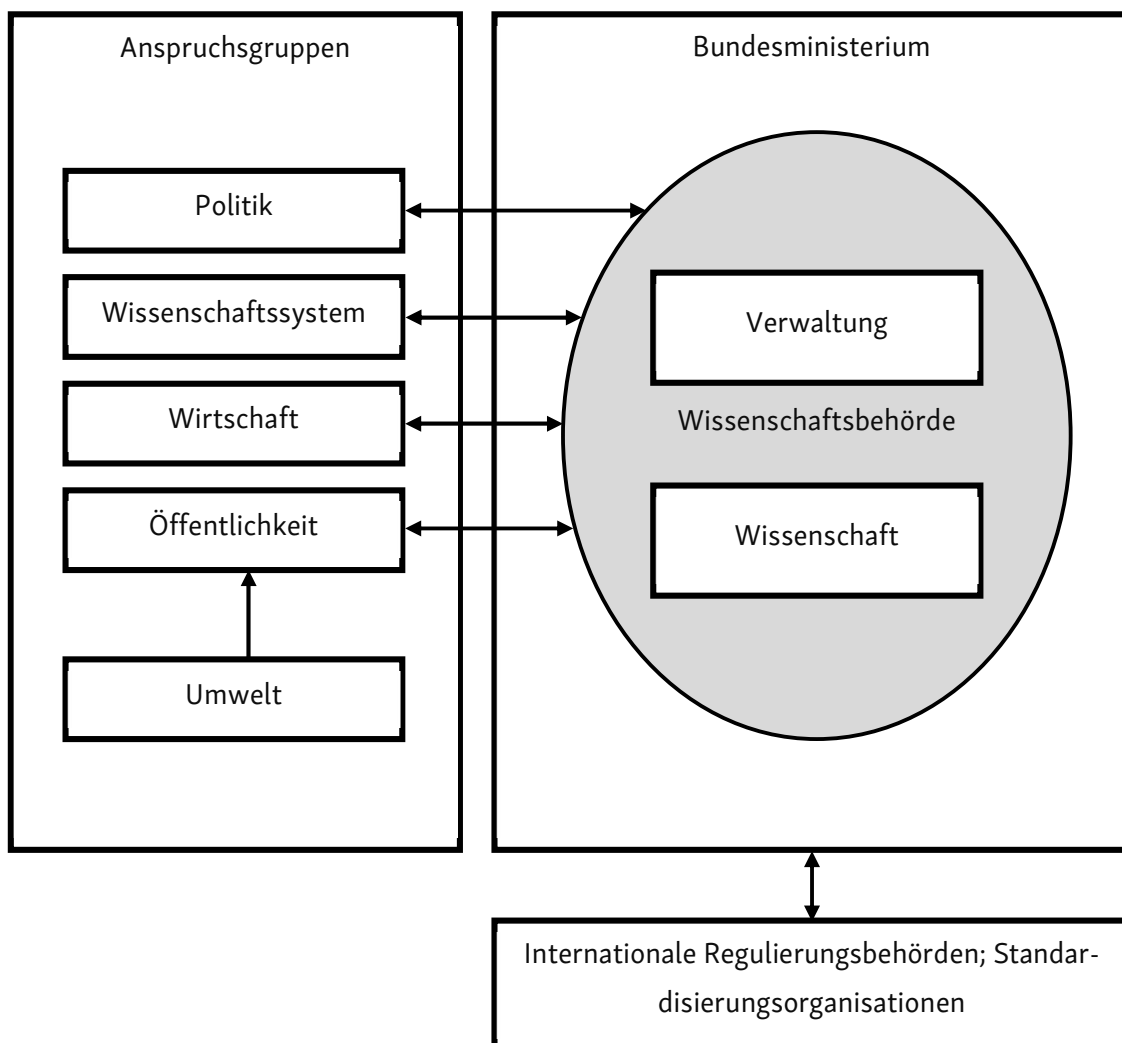 Anspruchsgruppen
Politik
Wissenschaftssystem
Wirtschaft
Öffentlichkeit
Umwelt
Bundesministerium
Verwaltung
Wissenschaftsbehörde
Wissenschaft
Internationale Regulierungsbehörden; Standar-
disierungsorganisationen